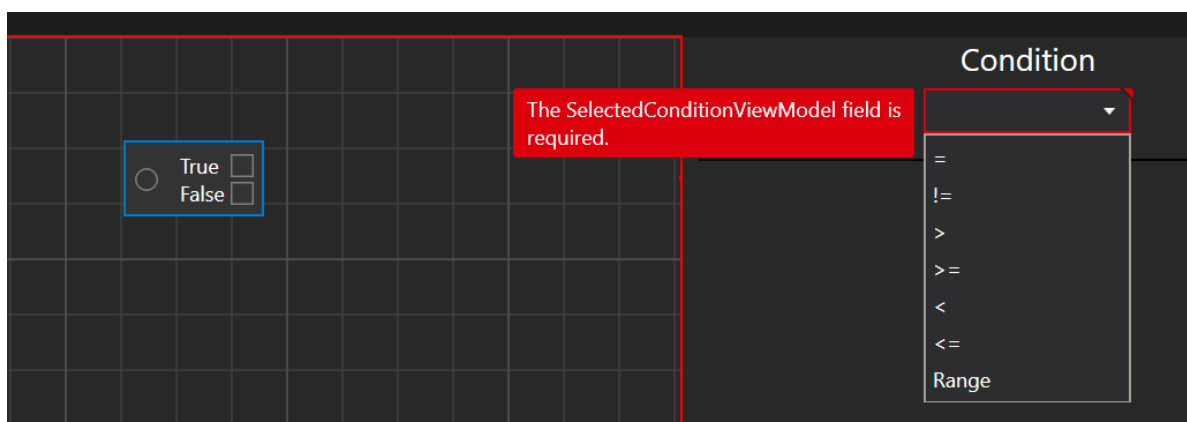 Condition
The SelectedConditionViewModel field is
required.
True
False
=
!=
>
>=
<
<=
Range